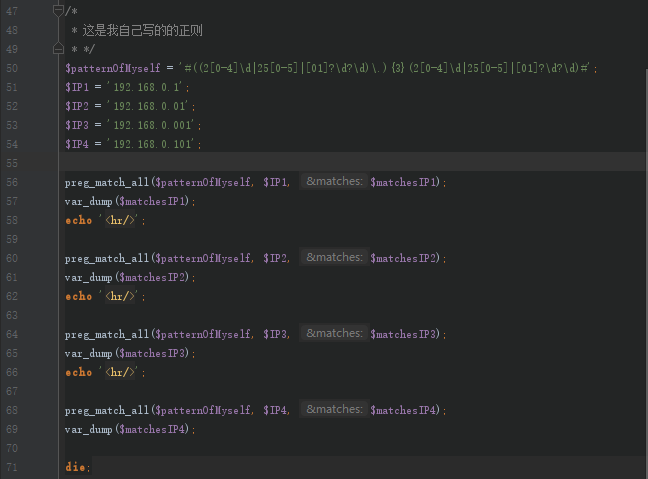 47 /*
48 * 这是我自己写的的正则
49 * */
50 $patternOfMyself = '#((2[0-4]\d|25[0-5]|[01]?\d?\d)\.){3}(2[0-4]\d|25[0-5]|[01]?\d?\d)#';
51 $IP1 = '192.168.0.1';
52 $IP2 = '192.168.0.01';
53 $IP3 = '192.168.0.001';
54 $IP4 = '192.168.0.101';
55
56 preg_match_all($patternOfMyself, $IP1, &matches: $matchesIP1);
57 var_dump($matchesIP1);
58 echo '<hr/>';
59
60 preg_match_all($patternOfMyself, $IP2, &matches: $matchesIP2);
61 var_dump($matchesIP2);
62 echo '<hr/>';
63
64 preg_match_all($patternOfMyself, $IP3, &matches: $matchesIP3);
65 var_dump($matchesIP3);
66 echo '<hr/>';
67
68 preg_match_all($patternOfMyself, $IP4, &matches: $matchesIP4);
69 var_dump($matchesIP4);
70
71 die;